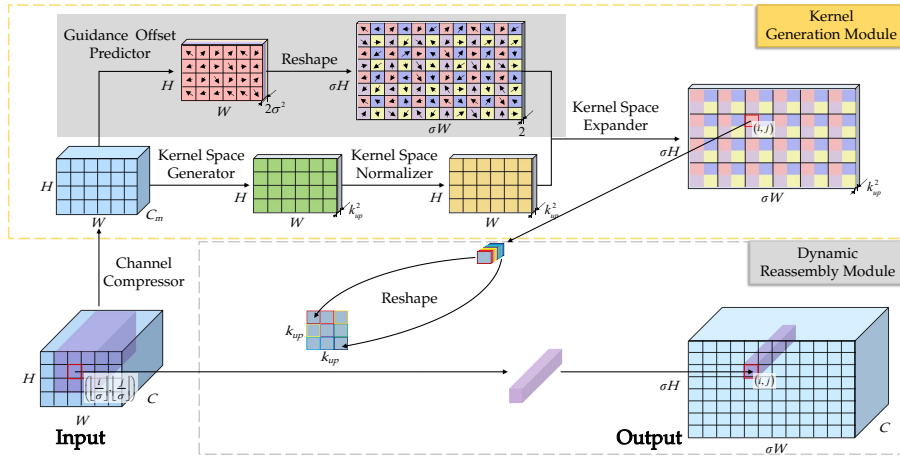 Kernel
Generation Module
Guidance Offset
Predictor
H
W
2σ²
Reshape
σH
σW
2
Kernel Space
Expander
σH
(i, j)
σW
k²up
H
W
Cm
Kernel Space
Generator
H
W
k²up
Kernel Space
Normalizer
H
W
k²up
Channel
Compressor
Dynamic
Reassembly Module
Reshape
kup
kup
H
(⌊i/σ⌋, ⌊j/σ⌋)
W
C
Input
σH
(i, j)
σW
C
Output